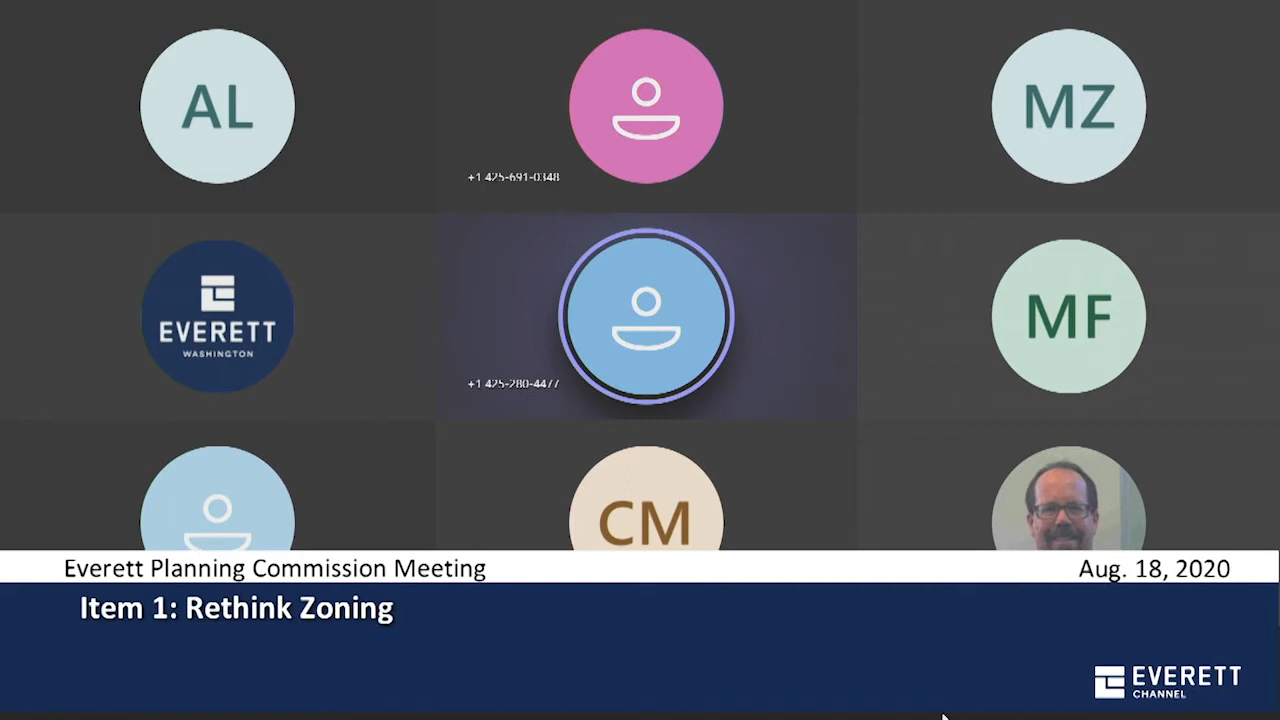 AL
MZ
+1 425-691-0348
EVERETT
WASHINGTON
MF
+1 425-280-4477
CM
Everett Planning Commission Meeting
Aug. 18, 2020
Item 1: Rethink Zoning
EVERETT
CHANNEL